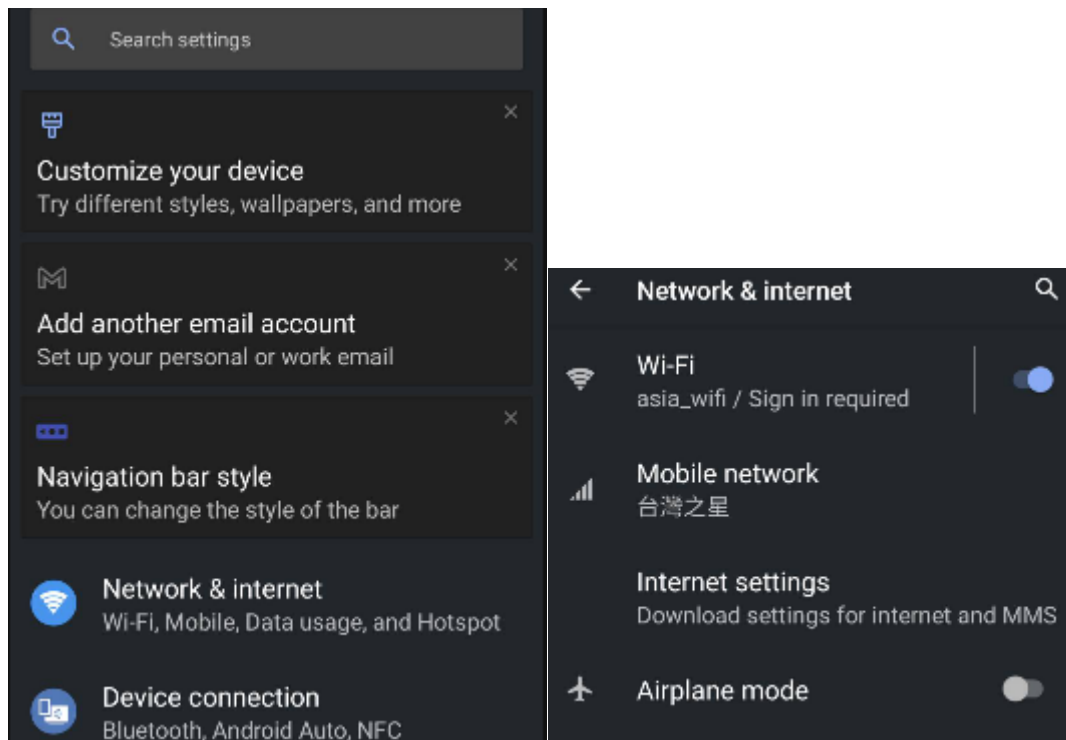 Search settings
Customize your device
Try different styles, wallpapers, and more
Add another email account
Set up your personal or work email
Navigation bar style
You can change the style of the bar
Network & internet
Wi-Fi, Mobile, Data usage, and Hotspot
Device connection
Bluetooth, Android Auto, NFC
Network & internet
Wi-Fi
asia_wifi / Sign in required
Mobile network
台灣之星
Internet settings
Download settings for internet and MMS
Airplane mode